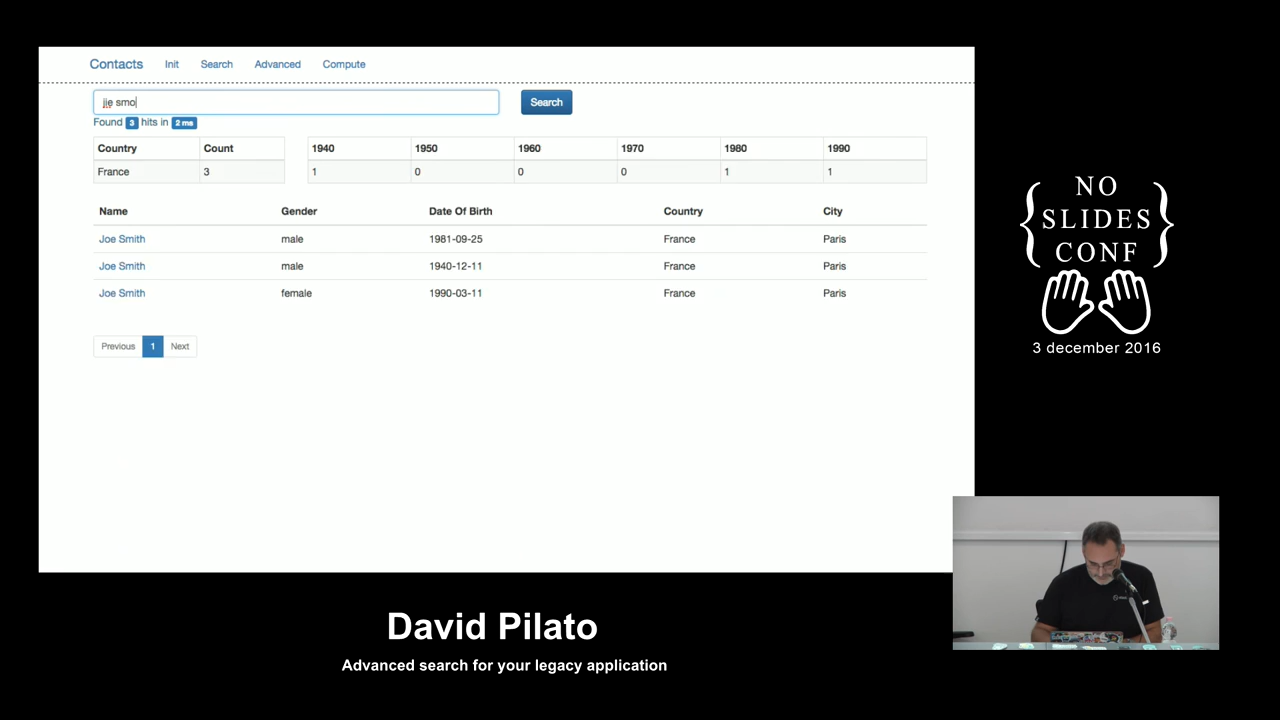 Contacts Init Search Advanced Compute
jie smo Search
Found 3 hits in 2 ms
Country Count 1940 1950 1960 1970 1980 1990
France 3 1 0 0 0 1 1
Name Gender Date Of Birth Country City
Joe Smith male 1981-09-25 France Paris
Joe Smith male 1940-12-11 France Paris
Joe Smith female 1990-03-11 France Paris
Previous 1 Next
NO
SLIDES
CONF
3 december 2016
David Pilato
Advanced search for your legacy application